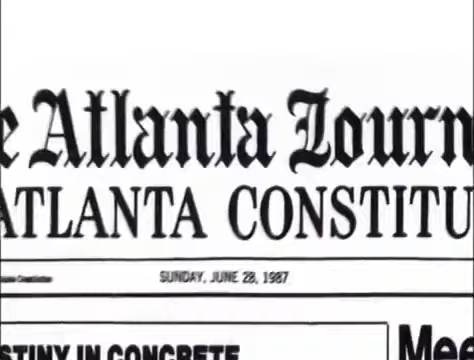 e Atlanta Journ
ATLANTA CONSTITU
SUNDAY, JUNE 28, 1987
STINY IN CONCRETE
Mee